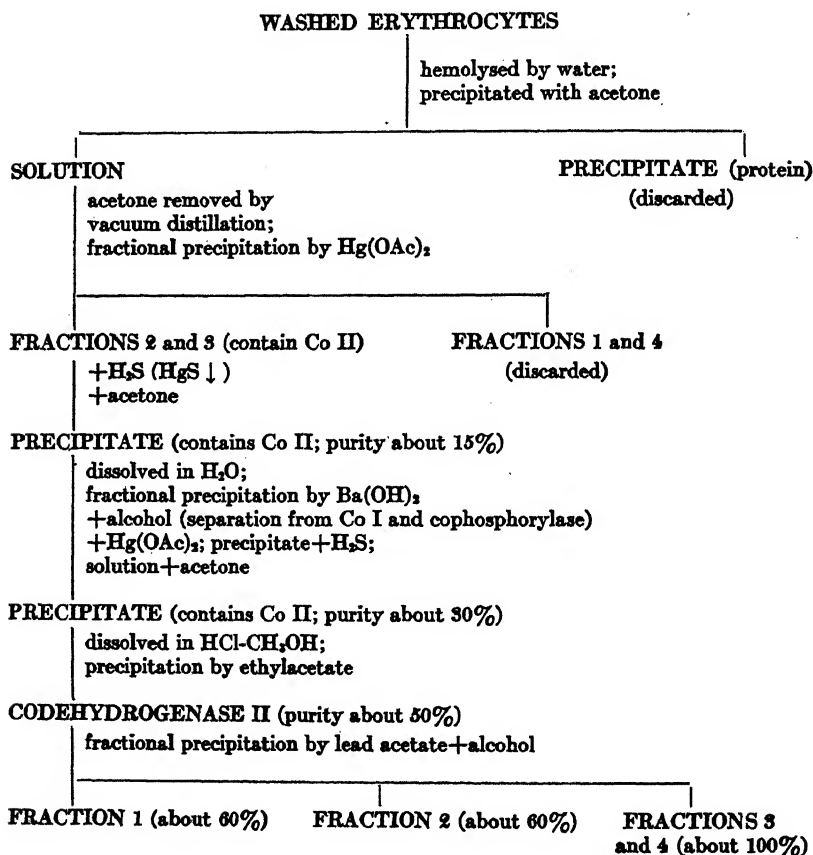 WASHED ERYTHROCYTES
hemolysed by water;
precipitated with acetone
SOLUTION
PRECIPITATE (protein)
(discarded)
acetone removed by
vacuum distillation;
fractional precipitation by Hg(OAc)₂
FRACTIONS 2 and 3 (contain Co II)
FRACTIONS 1 and 4
(discarded)
+H₂S (HgS ↓)
+acetone
PRECIPITATE (contains Co II; purity about 15%)
dissolved in H₂O;
fractional precipitation by Ba(OH)₂
+alcohol (separation from Co I and cophosphorylase)
+Hg(OAc)₂; precipitate+H₂S;
solution+acetone
PRECIPITATE (contains Co II; purity about 30%)
dissolved in HCl-CH₃OH;
precipitation by ethylacetate
CODEHYDROGENASE II (purity about 50%)
fractional precipitation by lead acetate+alcohol
FRACTION 1 (about 60%)
FRACTION 2 (about 60%)
FRACTIONS 3
and 4 (about 100%)